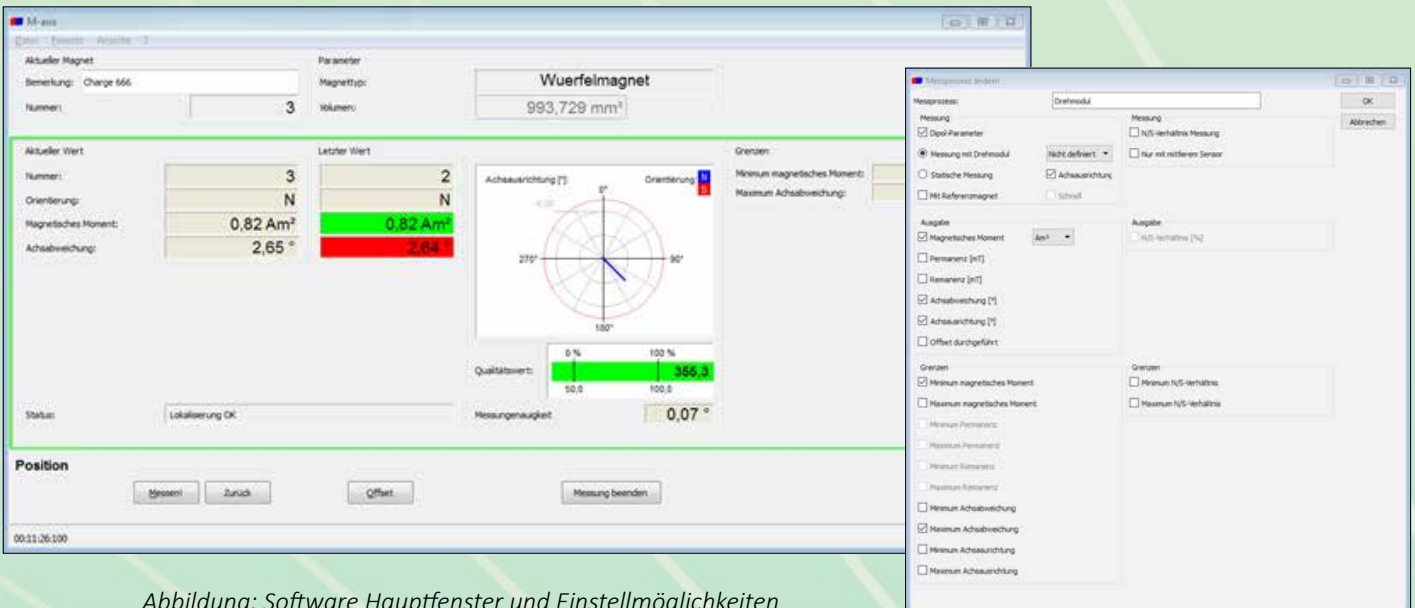 M-axis
Datei Fenster Ansicht ?
Aktueller Magnet
Bemerkung: Charge 666
Nummer: 3
Parameter
Magnettyp: Wuerfelmagnet
Volumen: 993,729 mm³
Aktueller Wert
Nummer: 3
Orientierung: N
Magnetisches Moment: 0,82 Am²
Achsabweichung: 2,65 °
Letzter Wert
2
N
0,82 Am²
2,64 °
Achsausrichtung [°]
Orientierung N
S
0°
270° 90°
180°
0 % 100 %
Qualitätswert: 355,3
50,0 100,0
Messungenauigkeit 0,07 °
Grenzen
Minimum magnetisches Moment:
Maximum Achsabweichung:
Status: Lokalisierung OK
Position
Messen! Zurück Offset Messung beenden
00:11:26:100
Messprozess ändern
Messprozess: Drehmodul
OK
Abbrechen
Messung
Dipol-Parameter
Messung mit Drehmodul Nicht definiert
Statische Messung Achsausrichtung
Mit Referenzmagnet Schnell
Messung
N/S-Verhältnis Messung
Nur mit mittlerem Sensor
Ausgabe
Magnetisches Moment Am²
Permanenz [mT]
Remanenz [mT]
Achsabweichung [°]
Achsausrichtung [°]
Offset durchgeführt
Ausgabe
N/S-Verhältnis [%]
Grenzen
Minimum magnetisches Moment
Maximum magnetisches Moment
Minimum Permanenz
Maximum Permanenz
Minimum Remanenz
Maximum Remanenz
Minimum Achsabweichung
Maximum Achsabweichung
Minimum Achsausrichtung
Maximum Achsausrichtung
Grenzen
Minimum N/S-Verhältnis
Maximum N/S-Verhältnis
Abbildung: Software Hauptfenster und Einstellmöglichkeiten